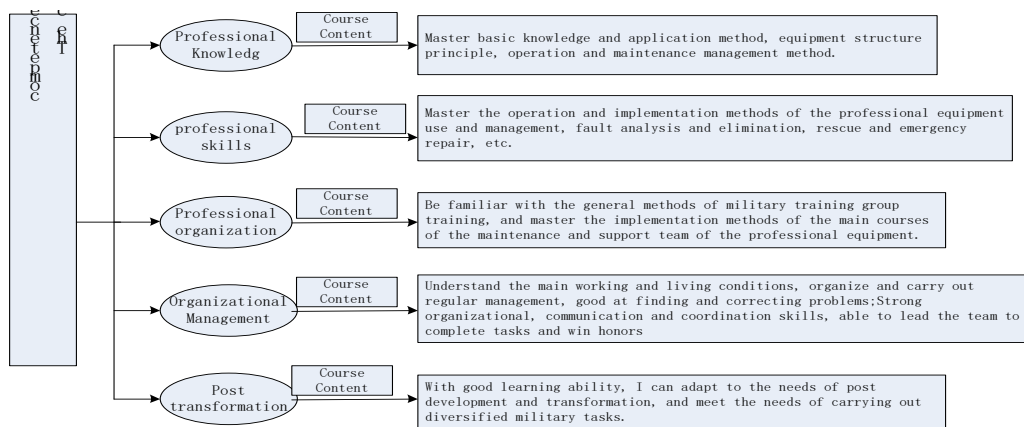 The
competence
Professional
Knowledg
Course
Content
Master basic knowledge and application method, equipment structure
principle, operation and maintenance management method.
professional
skills
Course
Content
Master the operation and implementation methods of the professional equipment
use and management, fault analysis and elimination, rescue and emergency
repair, etc.
Professional
organization
Course
Content
Be familiar with the general methods of military training group
training, and master the implementation methods of the main courses
of the maintenance and support team of the professional equipment.
Organizational
Management
Course
Content
Understand the main working and living conditions, organize and carry out
regular management, good at finding and correcting problems;Strong
organizational, communication and coordination skills, able to lead the team to
complete tasks and win honors
Post
transformation
Course
Content
With good learning ability, I can adapt to the needs of post
development and transformation, and meet the needs of carrying out
diversified military tasks.